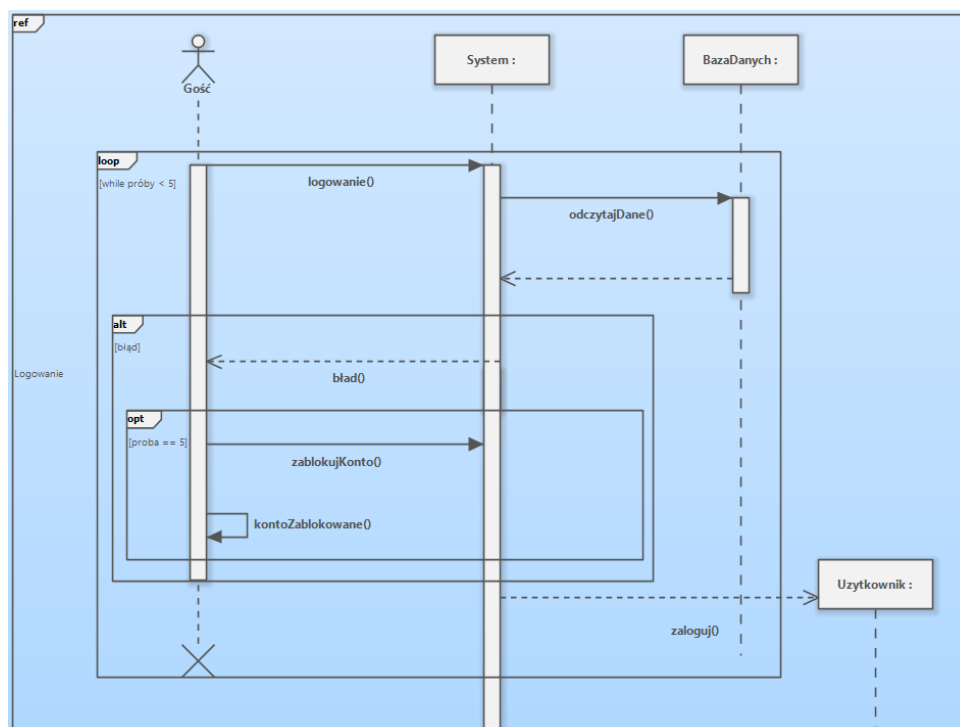 ref
Gość
System :
BazaDanych :
loop
[while próby < 5]
logowanie()
odczytajDane()
alt
[błąd]
Logowanie
bład()
opt
[proba == 5]
zablokujKonto()
kontoZablokowane()
Uzytkownik :
zaloguj()